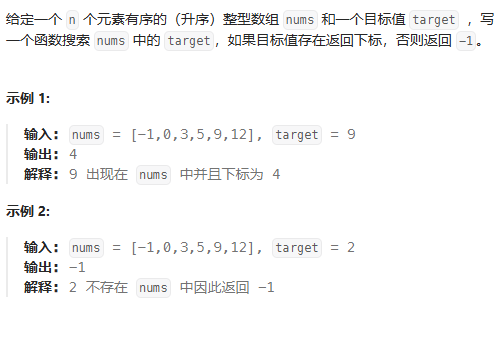 给定一个 n 个元素有序的（升序）整型数组 nums 和一个目标值 target ，写
一个函数搜索 nums 中的 target，如果目标值存在返回下标，否则返回 -1。
示例 1:
输入: nums = [-1,0,3,5,9,12], target = 9
输出: 4
解释: 9 出现在 nums 中并且下标为 4
示例 2:
输入: nums = [-1,0,3,5,9,12], target = 2
输出: -1
解释: 2 不存在 nums 中因此返回 -1